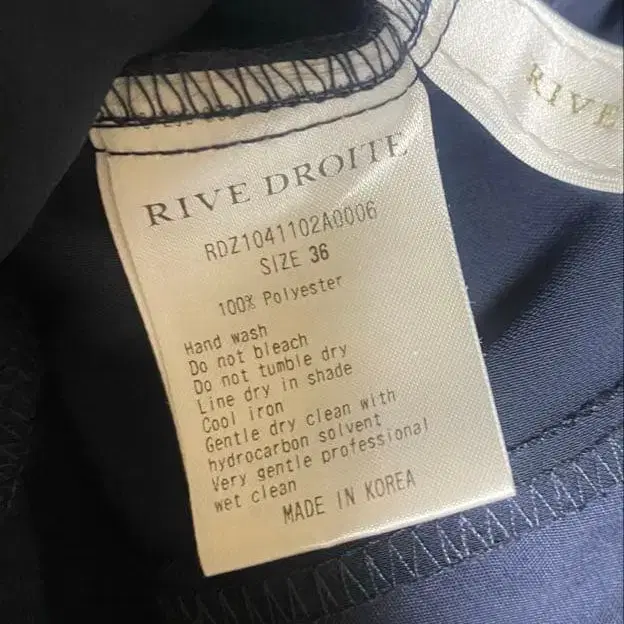 RIVE DROITE
RDZ1041102A0006
SIZE 36
100% Polyester
Hand wash
Do not bleach
Do not tumble dry
Line dry in shade
Cool iron
Gentle dry clean with
hydrocarbon solvent
Very gentle professional
wet clean
MADE IN KOREA
RIVE